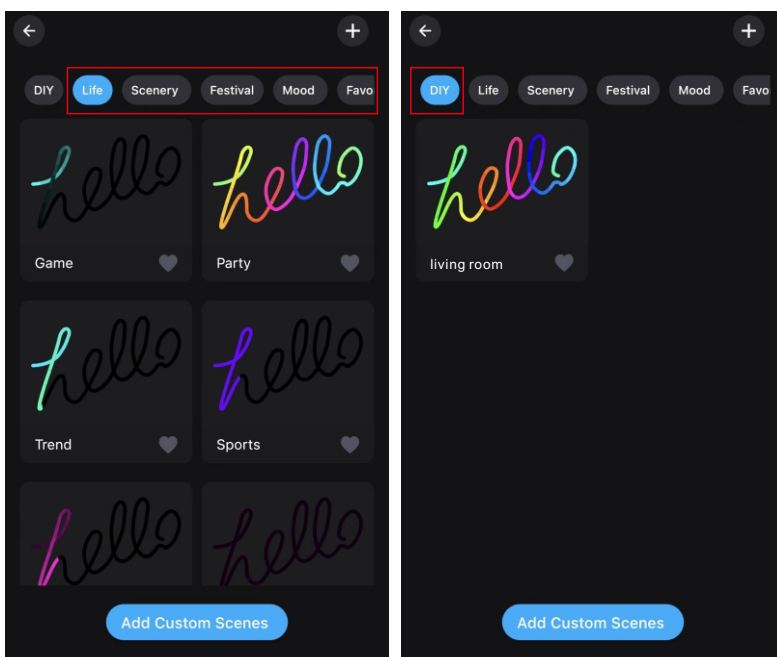 DIY Life Scenery Festival Mood Favo
hello hello
Game Party
hello hello
Trend Sports
hello hello
Add Custom Scenes
DIY Life Scenery Festival Mood Favo
hello
living room
Add Custom Scenes